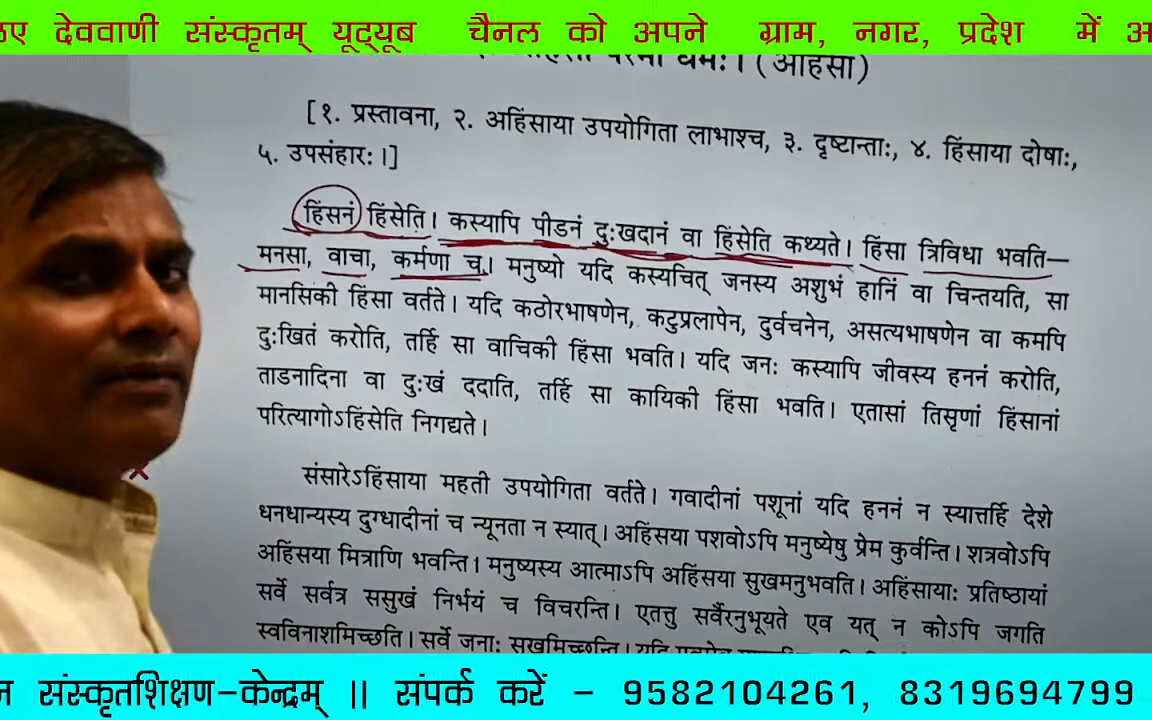 देववाणी संस्कृतम् यूट्यूब चैनल को अपने ग्राम, नगर, प्रदेश में
परमो धर्मः। (अहिंसा)
[१. प्रस्तावना, २. अहिंसाया उपयोगिता लाभाश्च, ३. दृष्टान्ताः, ४. हिंसाया दोषाः,
५. उपसंहारः।]
हिंसनं हिंसेति। कस्यापि पीडनं दुःखदानं वा हिंसेति कथ्यते। हिंसा त्रिविधा भवति—
मनसा, वाचा, कर्मणा च। मनुष्यो यदि कस्यचित् जनस्य अशुभं हानिं वा चिन्तयति, सा
मानसिकी हिंसा वर्तते। यदि कठोरभाषणेन, कटुप्रलापेन, दुर्वचनेन, असत्यभाषणेन वा कमपि
दुःखितं करोति, तर्हि सा वाचिकी हिंसा भवति। यदि जनः कस्यापि जीवस्य हननं करोति,
ताडनादिना वा दुःखं ददाति, तर्हि सा कायिकी हिंसा भवति। एतासां तिसृणां हिंसानां
परित्यागोऽहिंसेति निगद्यते।
संसारेऽहिंसाया महती उपयोगिता वर्तते। गवादीनां पशूनां यदि हननं न स्यात्तर्हि देशे
धनधान्यस्य दुग्धादीनां च न्यूनता न स्यात्। अहिंसया पशवोऽपि मनुष्येषु प्रेम कुर्वन्ति। शत्रवोऽपि
अहिंसया मित्राणि भवन्ति। मनुष्यस्य आत्माऽपि अहिंसया सुखमनुभवति। अहिंसायाः प्रतिष्ठायां
सर्वे सर्वत्र ससुखं निर्भयं च विचरन्ति। एतत्तु सर्वैरनुभूयते एव यत् न कोऽपि जगति
स्वविनाशमिच्छति। सर्वे जनाः सुखमिच्छन्ति। यदि
संस्कृतशिक्षण-केन्द्रम् || संपर्क करें - 9582104261, 8319694799